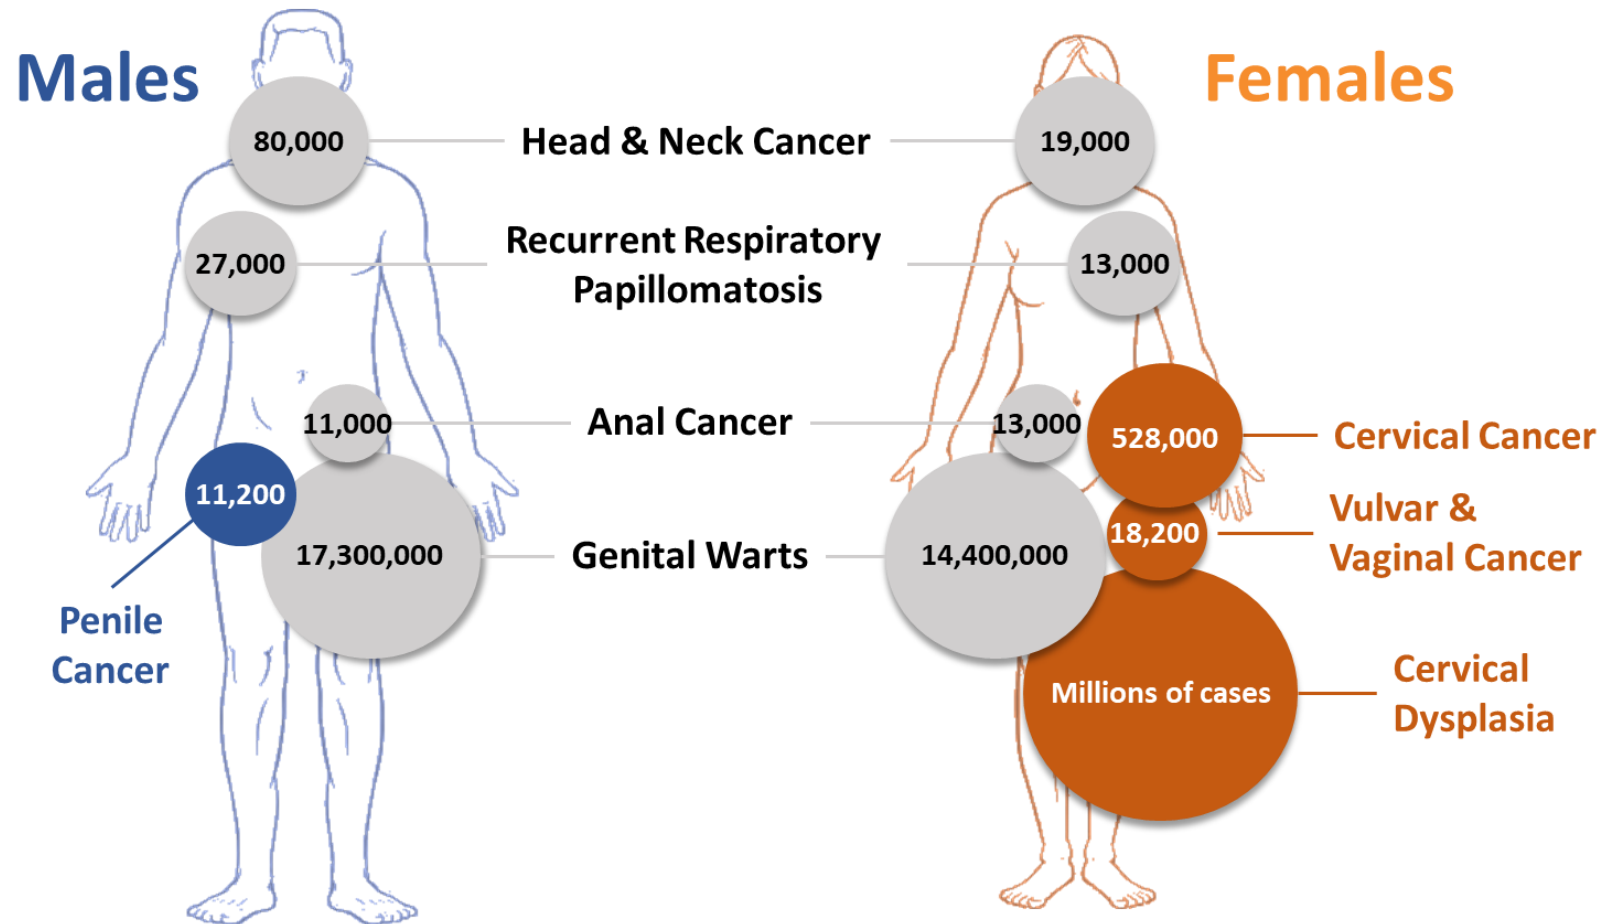 Males
Females
80,000
Head & Neck Cancer
19,000
27,000
Recurrent Respiratory
Papillomatosis
13,000
11,000
Anal Cancer
13,000
528,000
Cervical Cancer
11,200
Penile
Cancer
17,300,000
Genital Warts
14,400,000
18,200
Vulvar &
Vaginal Cancer
Millions of cases
Cervical
Dysplasia